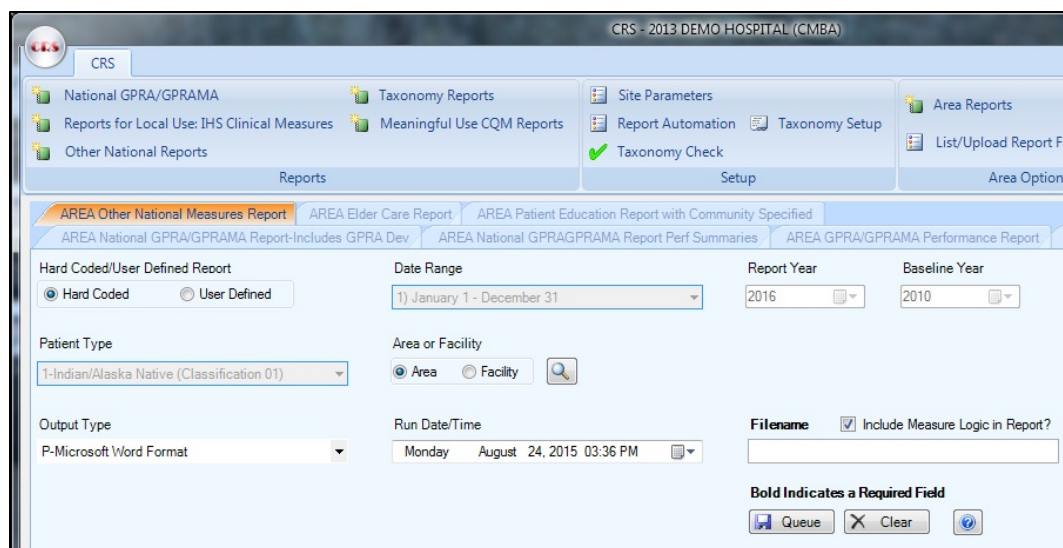 CRS - 2013 DEMO HOSPITAL (CMBA)
CRS
CRS
National GPRA/GPRAMA
Taxonomy Reports
Site Parameters
Area Reports
Reports for Local Use: IHS Clinical Measures
Meaningful Use CQM Reports
Report Automation
Taxonomy Setup
List/Upload Report F
Other National Reports
Taxonomy Check
Reports
Setup
Area Option
AREA Other National Measures Report
AREA Elder Care Report
AREA Patient Education Report with Community Specified
AREA National GPRA/GPRAMA Report-Includes GPRA Dev
AREA National GPRAGPRAMA Report Perf Summaries
AREA GPRA/GPRAMA Performance Report
Hard Coded/User Defined Report
Date Range
Report Year
Baseline Year
Hard Coded
User Defined
1) January 1 - December 31
2016
2010
Patient Type
Area or Facility
1-Indian/Alaska Native (Classification 01)
Area
Facility
Output Type
Run Date/Time
Filename
Include Measure Logic in Report?
P-Microsoft Word Format
Monday August 24, 2015 03:36 PM
Bold Indicates a Required Field
Queue
Clear